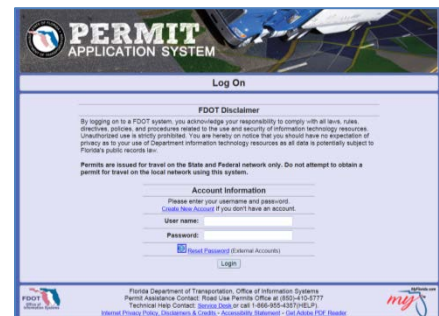 PERMIT
APPLICATION SYSTEM
Log On
FDOT Disclaimer
By logging on to a FDOT system, you acknowledge your responsibility to comply with all laws, rules,
directives, policies, and procedures related to the use and security of information technology resources.
Unauthorized use is strictly prohibited. You are hereby on notice that you should have no expectation of
privacy as to your use of Department information technology resources as all data is potentially subject to
Florida's public records law.
Permits are issued for travel on the State and Federal network only. Do not attempt to obtain a
permit for travel on the local network using this system.
Account Information
Please enter your username and password.
Create New Account if you don't have an account.
User name:
Password:
Reset Password (External Accounts)
Login
Florida Department of Transportation, Office of Information Systems
Permit Assistance Contact: Road Use Permits Office at (850)-410-5777
Technical Help Contact: Service Desk or call 1-866-955-4357(HELP).
Internet Privacy Policy, Disclaimers & Credits - Accessibility Statement - Get Adobe PDF Reader
FDOT
Office of
Information Systems
MyFlorida.com
my